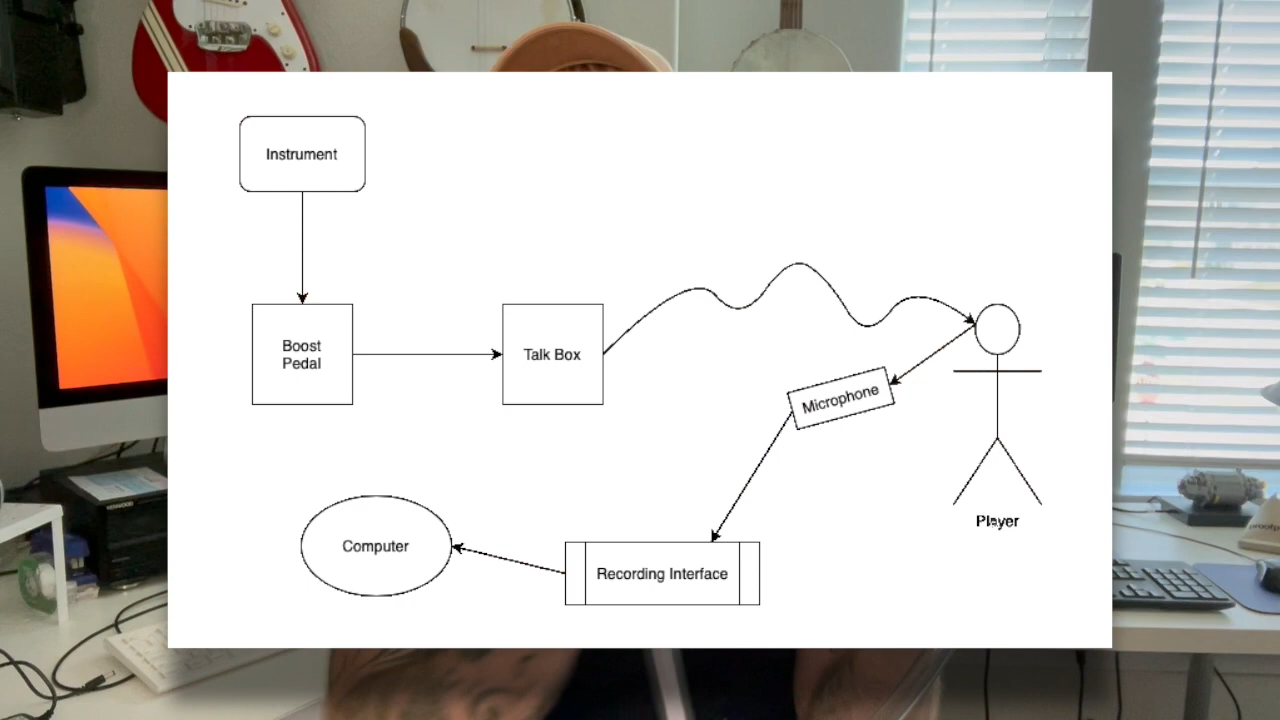 Instrument
Boost
Pedal
Talk Box
Microphone
Player
Computer
Recording Interface